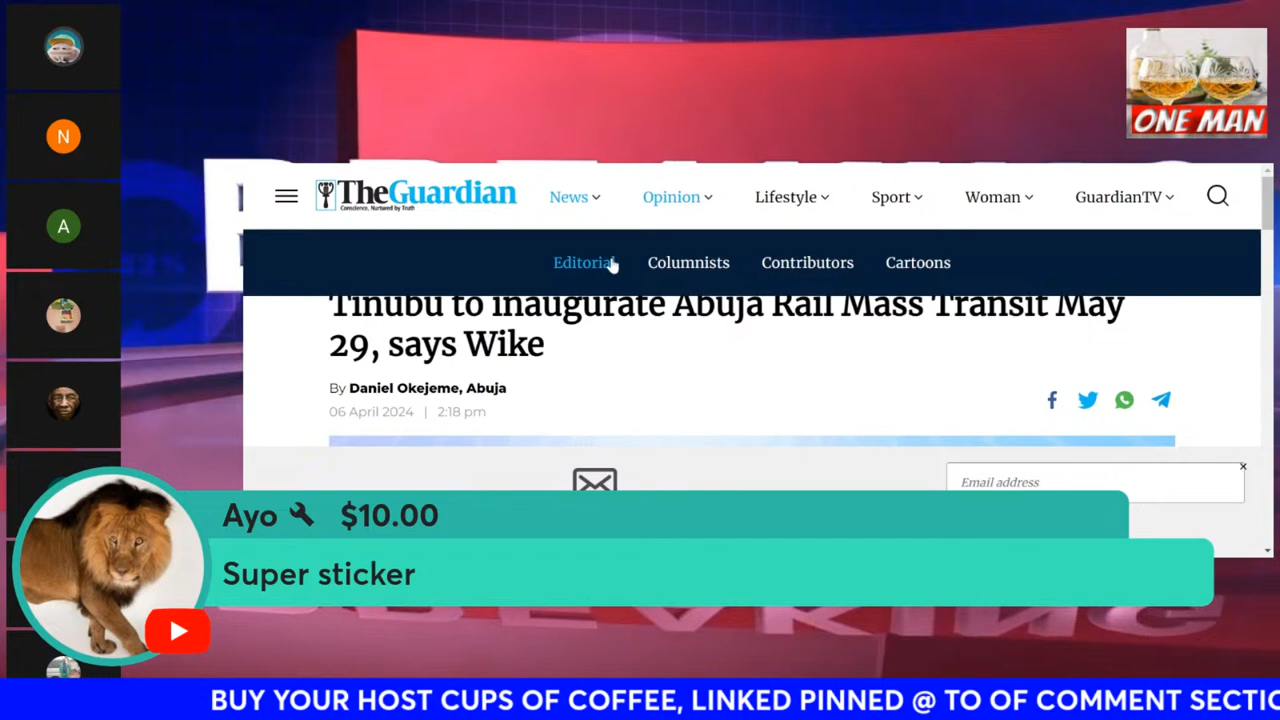 ONE MAN
N
A
TheGuardian
Conscience, Nurtured by Truth
News
Opinion
Lifestyle
Sport
Woman
GuardianTV
Editorial
Columnists
Contributors
Cartoons
Tinubu to inaugurate Abuja Rail Mass Transit May
29, says Wike
By Daniel Okejeme, Abuja
06 April 2024 | 2:18 pm
Email address
Ayo $10.00
Super sticker
BUY YOUR HOST CUPS OF COFFEE, LINKED PINNED @ TO OF COMMENT SECTIO